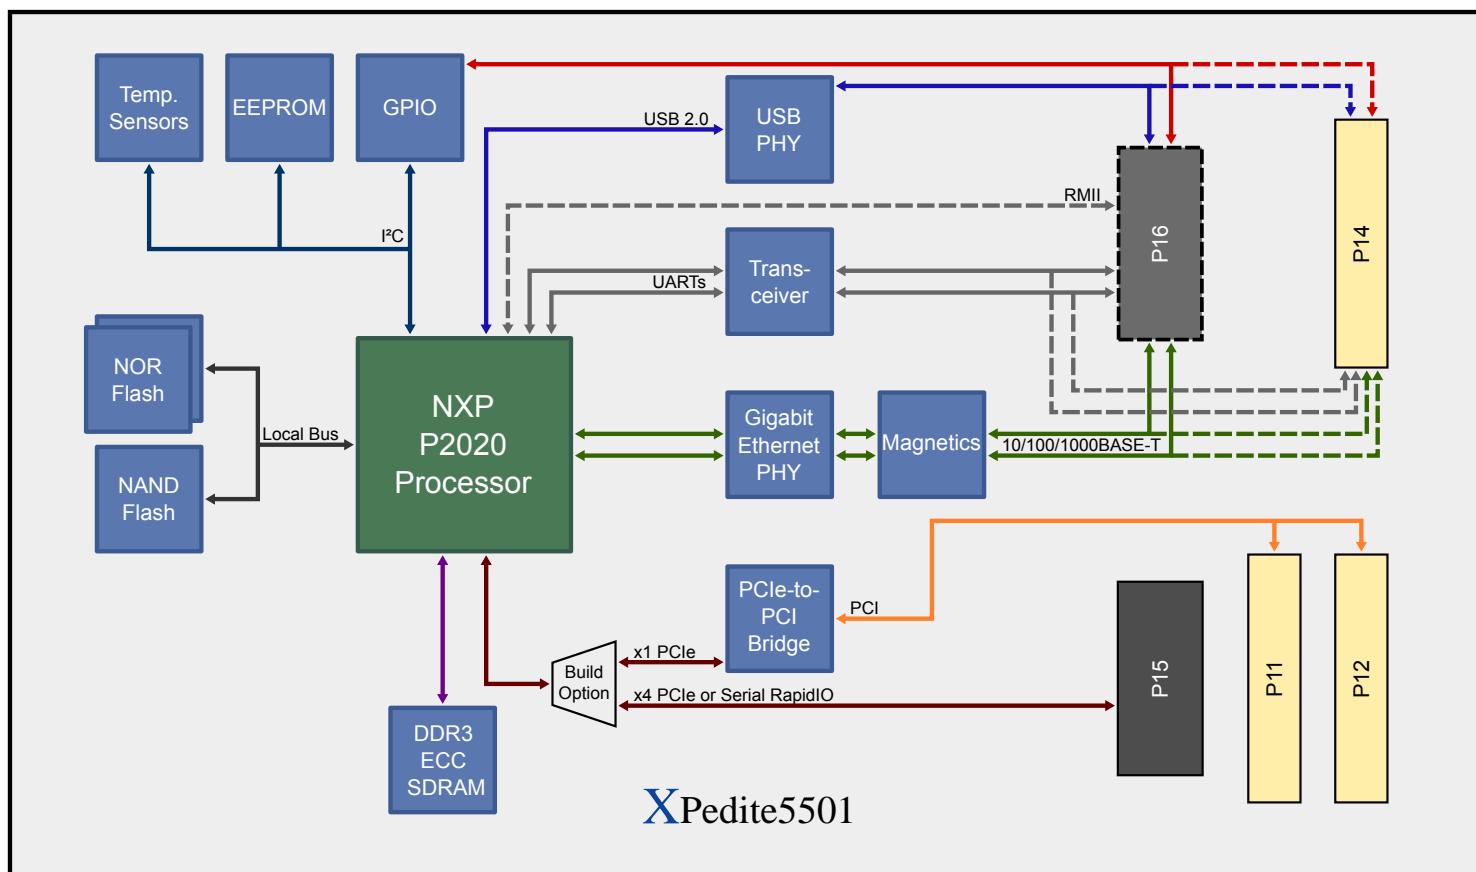 Temp.
Sensors
EEPROM
GPIO
USB 2.0
USB
PHY
RMII
P16
P14
I²C
UARTs
Trans-
ceiver
NOR
Flash
Local Bus
NAND
Flash
NXP
P2020
Processor
Gigabit
Ethernet
PHY
Magnetics
10/100/1000BASE-T
PCIe-to-
PCI
Bridge
PCI
x1 PCIe
Build
Option
x4 PCIe or Serial RapidIO
P15
P11
P12
DDR3
ECC
SDRAM
XPedite5501